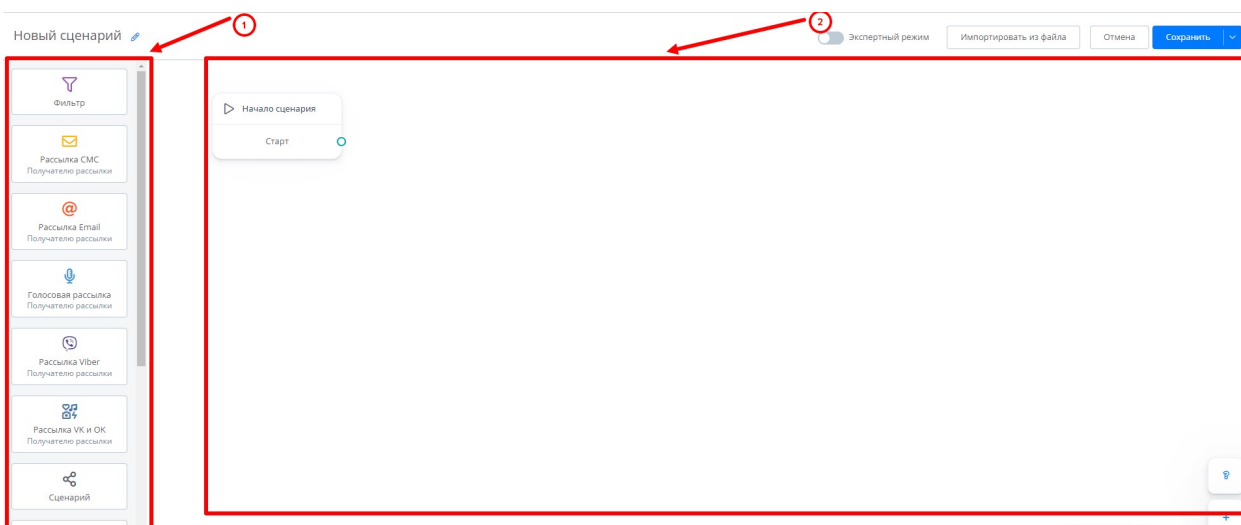 1
2
Новый сценарий
Экспертный режим
Импортировать из файла
Отмена
Сохранить
Фильтр
Рассылка СМС
Получателю рассылки
Рассылка Email
Получателю рассылки
Голосовая рассылка
Получателю рассылки
Рассылка Viber
Получателю рассылки
Рассылка VK и OK
Получателю рассылки
Сценарий
Начало сценария
Старт